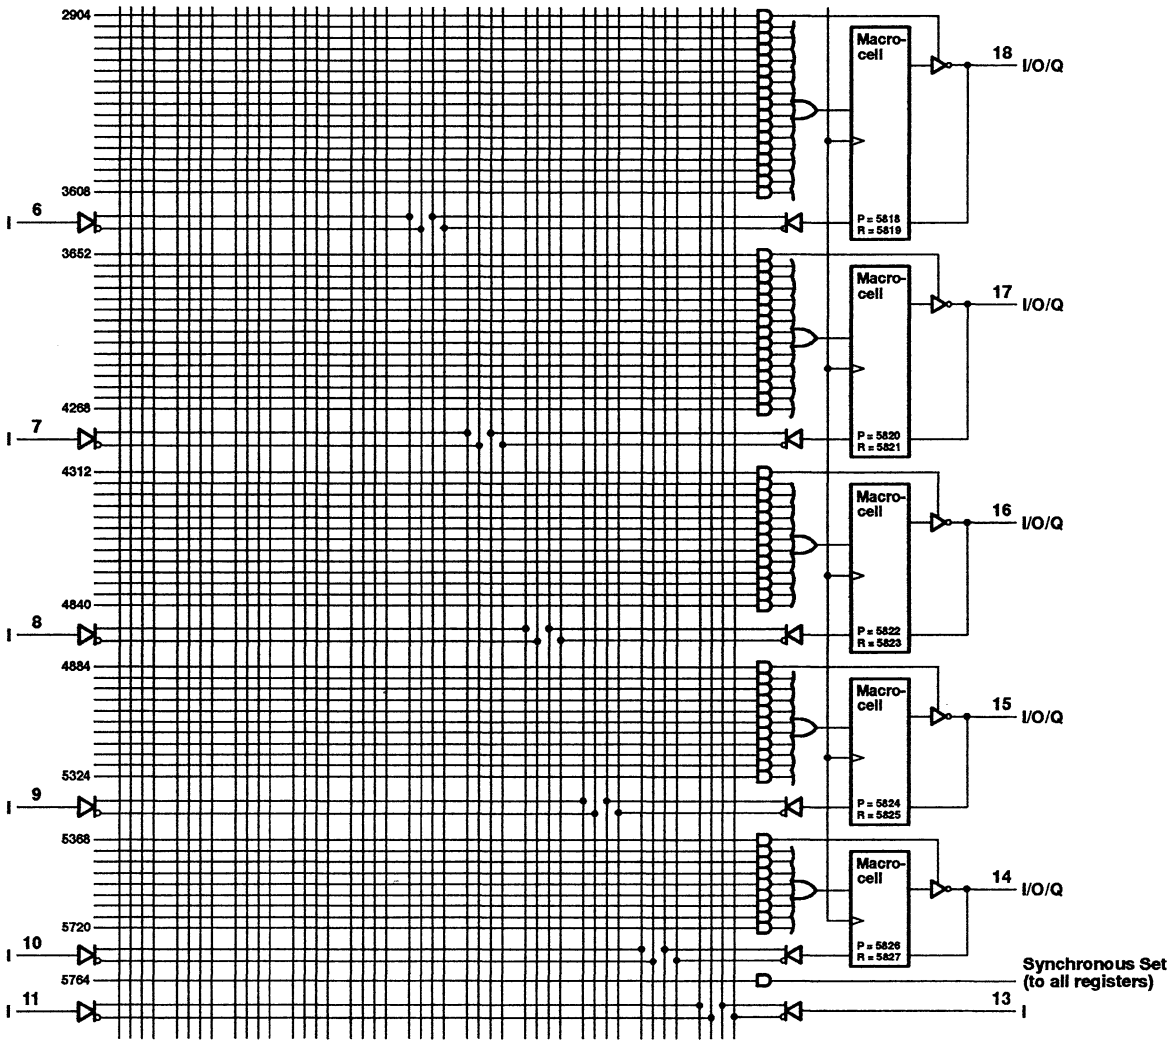 2904
Macro-
cell
18
I/O/Q
3608
I
6
P = 5818
R = 5819
3652
Macro-
cell
17
I/O/Q
4268
I
7
P = 5820
R = 5821
4312
Macro-
cell
16
I/O/Q
4840
I
8
P = 5822
R = 5823
4884
Macro-
cell
15
I/O/Q
5324
I
9
P = 5824
R = 5825
5368
Macro-
cell
14
I/O/Q
5720
I
10
P = 5826
R = 5827
5764
Synchronous Set
(to all registers)
I
11
13
I